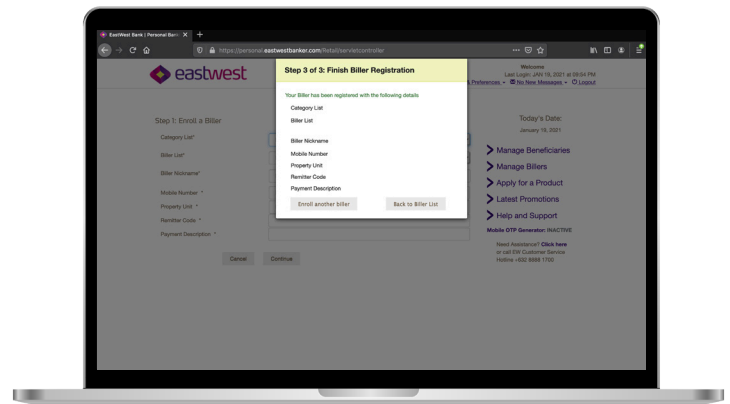 EastWest Bank | Personal Bank
https://personal.eastwestbanker.com/Retail/servletcontroller
eastwest
Welcome
Last Login: JAN 19, 2021 at 09:54 PM
Preferences
No New Messages
Logout
Step 3 of 3: Finish Biller Registration
Your Biller has been registered with the following details
Category List
Biller List
Biller Nickname
Mobile Number
Property Unit
Remitter Code
Payment Description
Enroll another biller
Back to Biller List
Step 1: Enroll a Biller
Category List*
Biller List*
Biller Nickname*
Mobile Number *
Property Unit *
Remitter Code *
Payment Description *
Cancel
Continue
Today's Date:
January 19, 2021
Manage Beneficiaries
Manage Billers
Apply for a Product
Latest Promotions
Help and Support
Mobile OTP Generator: INACTIVE
Need Assistance? Click here
or call EW Customer Service
Hotline +632 8888 1700